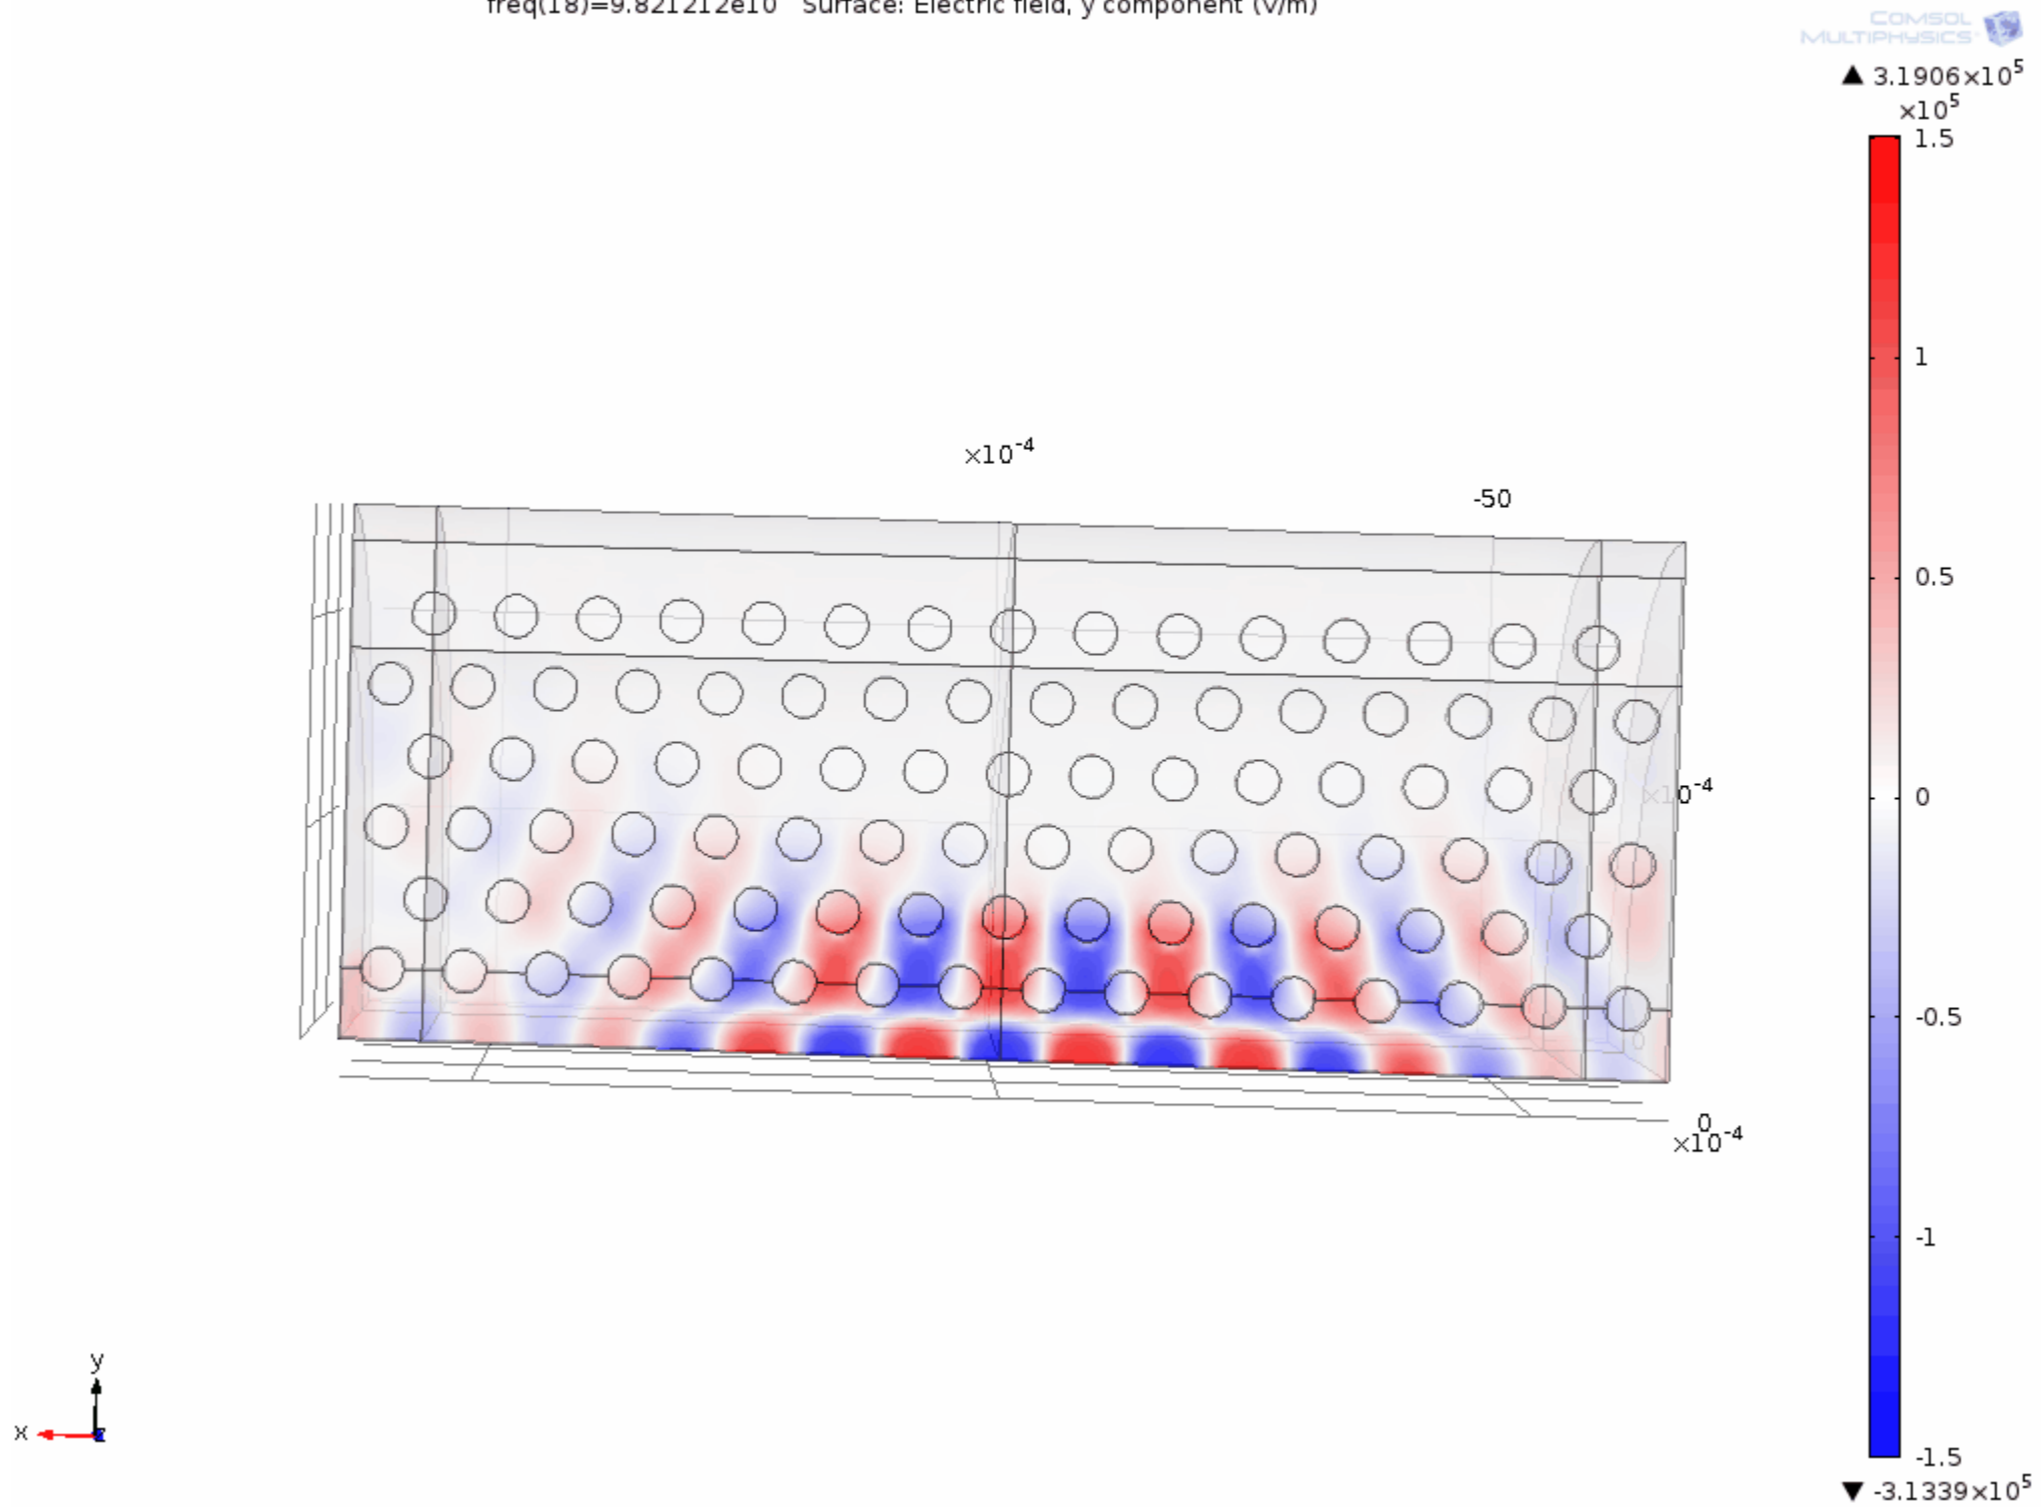 freq(18)=9.821212e10 Surface: Electric field, y component (V/m)
COMSOL
MULTIPHYSICS
▲ 3.1906×10⁵
×10⁵
1.5
1
0.5
0
-0.5
-1
-1.5
▼ -3.1339×10⁵
×10⁻⁴
-50
×10⁻⁴
0
0
×10⁻⁴
y
x
z